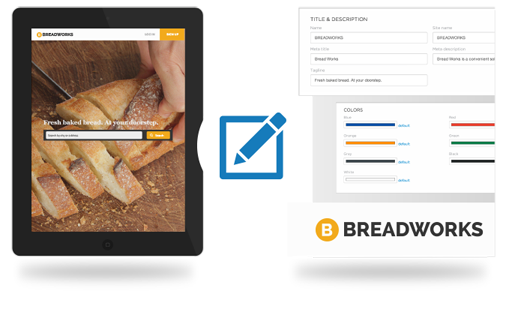 BREADWORKS
Fresh baked bread. At your doorstep.
TITLE & DESCRIPTION
Name
Site name
BREADWORKS
BREADWORKS
Meta title
Meta description
Bread Works
Bread Works is a convenient
Tagline
Fresh baked bread. At your doorstep.
COLORS
Blue
Red
default
Orange
Green
default
Gray
Black
default
White
default
B BREADWORKS